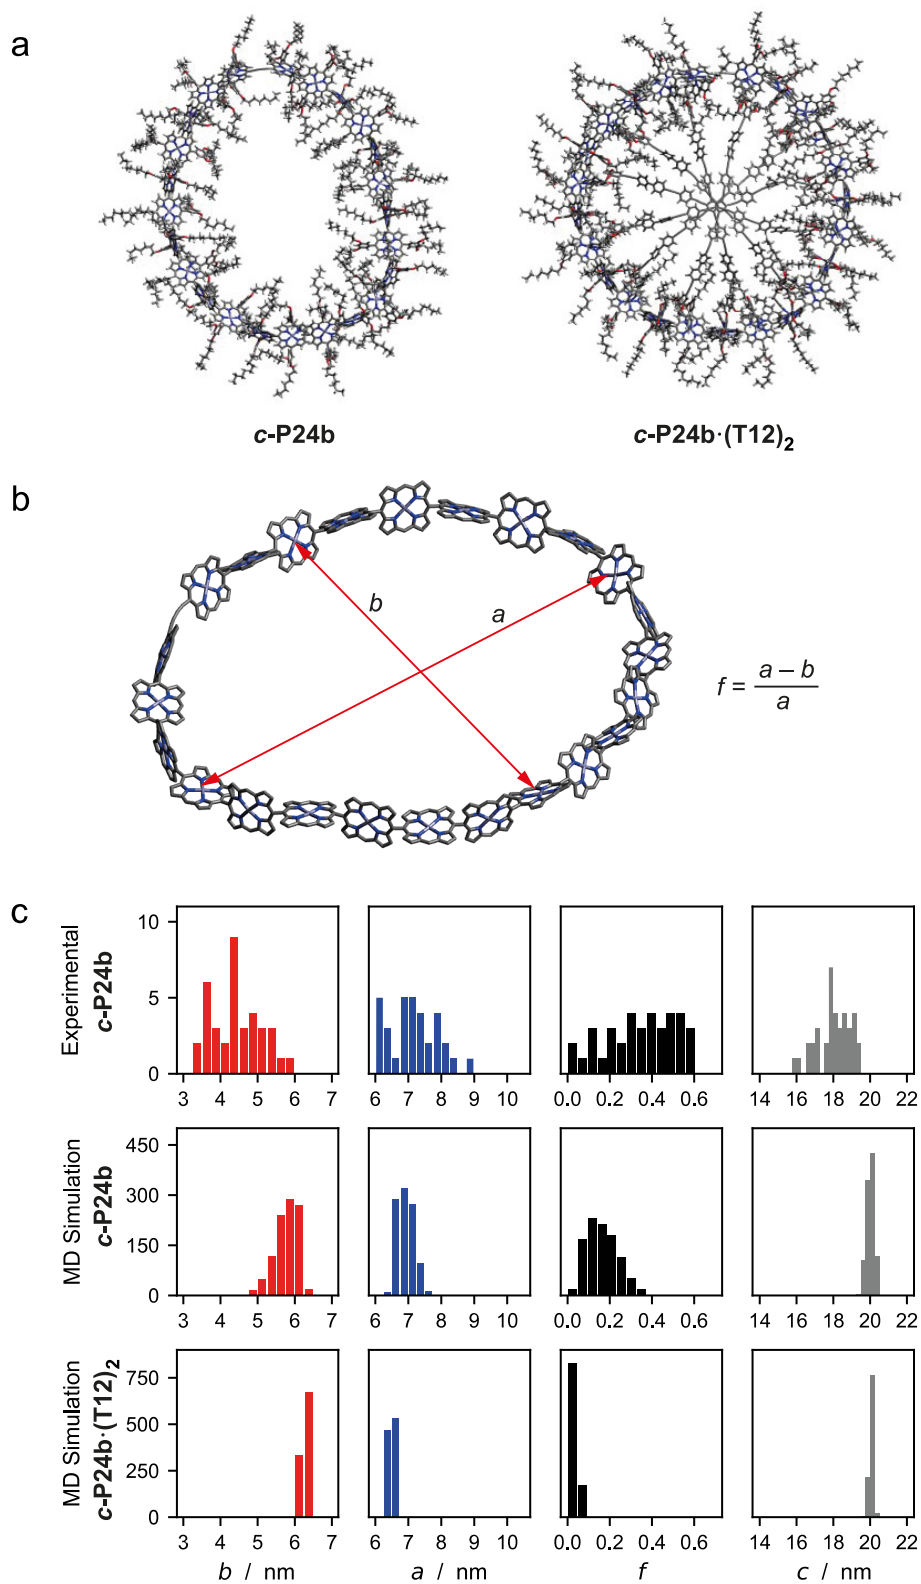 a
c-P24b
c-P24b·(T12)2
b
b
a
f = a – b / a
c
Experimental
c-P24b
10
5
0
3 4 5 6 7
6 7 8 9 10
0.0 0.2 0.4 0.6
14 16 18 20 22
MD Simulation
c-P24b
450
300
150
0
3 4 5 6 7
6 7 8 9 10
0.0 0.2 0.4 0.6
14 16 18 20 22
MD Simulation
c-P24b·(T12)2
750
500
250
0
3 4 5 6 7
6 7 8 9 10
0.0 0.2 0.4 0.6
14 16 18 20 22
b / nm
a / nm
f
c / nm